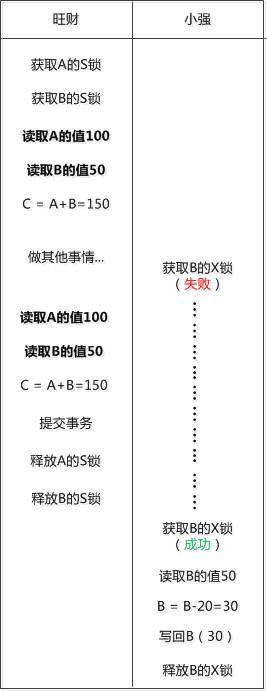 旺财
小强
获取A的S锁
获取B的S锁
读取A的值100
读取B的值50
C = A+B=150
做其他事情...
获取B的X锁
（失败）
读取A的值100
读取B的值50
C = A+B=150
提交事务
释放A的S锁
释放B的S锁
获取B的X锁
（成功）
读取B的值50
B = B-20=30
写回B（30）
释放B的X锁